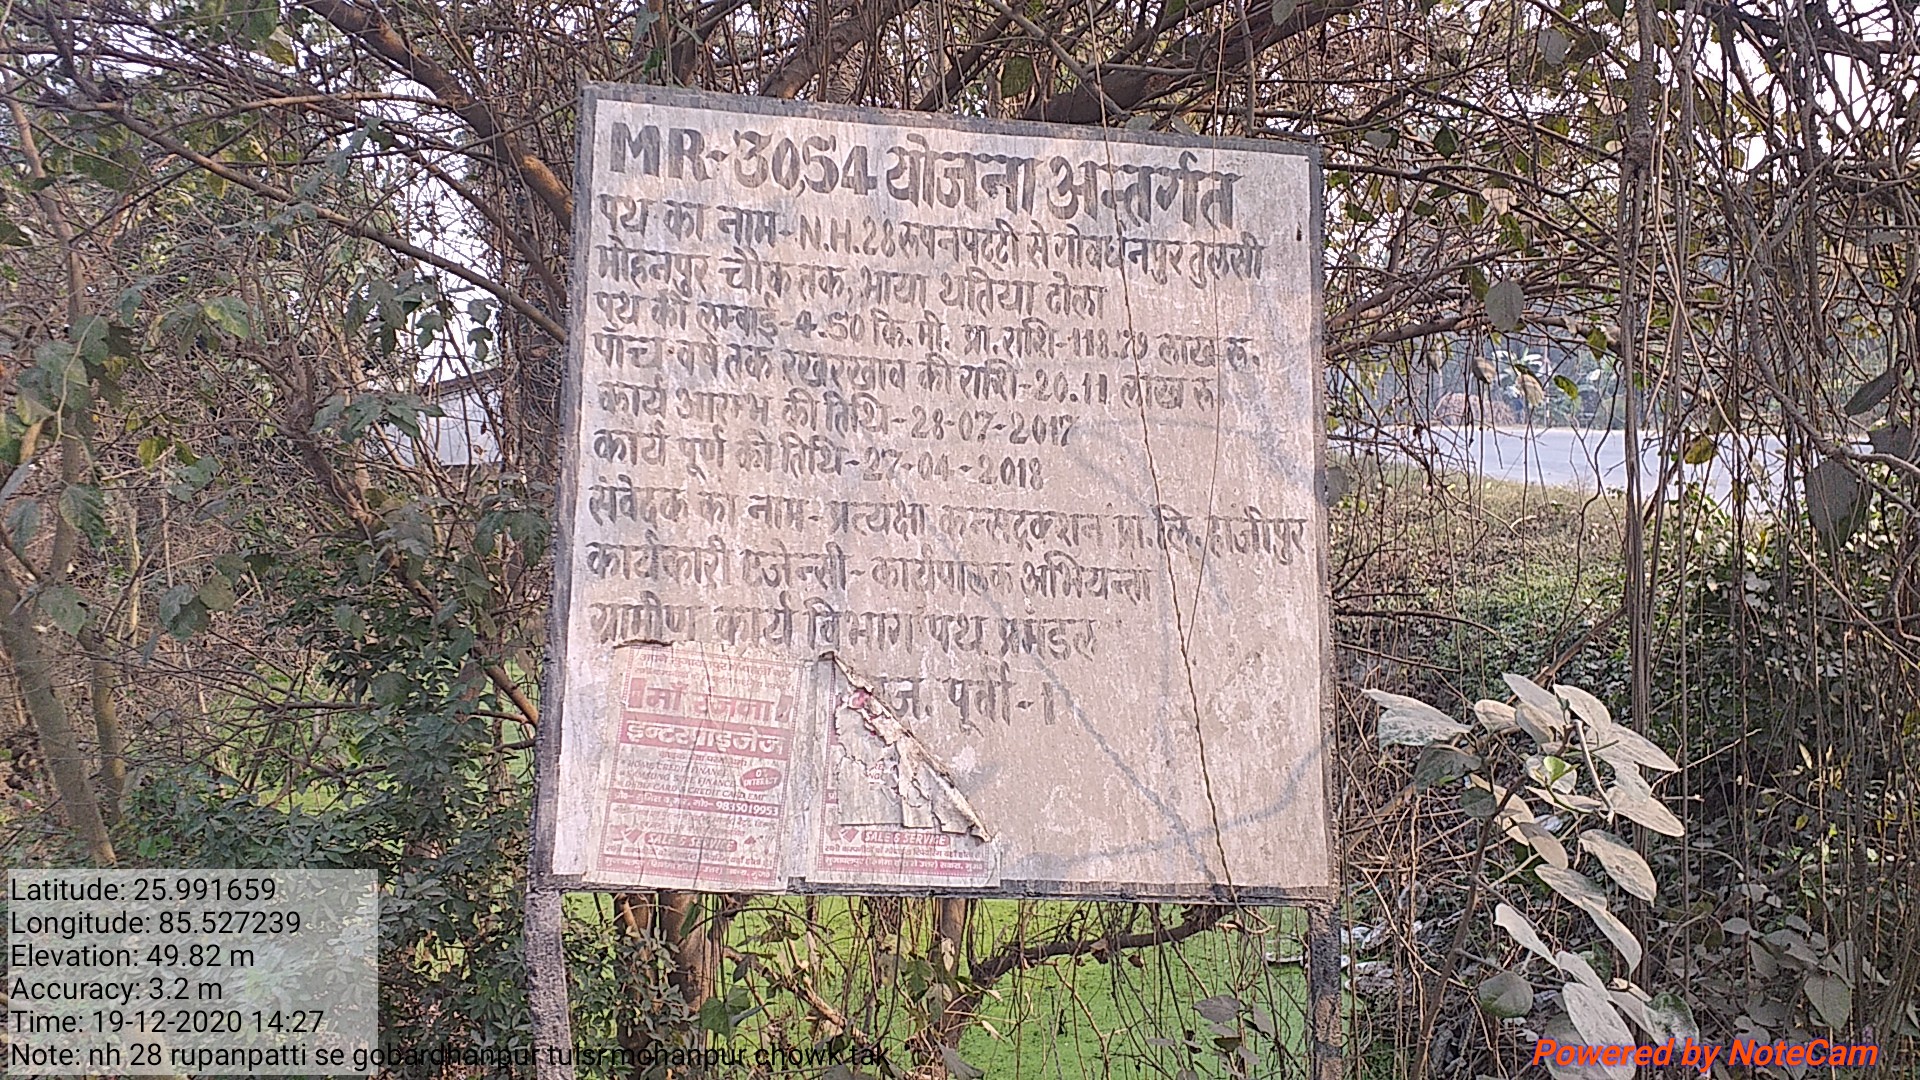 MR-3054 योजना अन्तर्गत
पथ का नाम-N.H.28 रूपनपट्टी से गोवर्धनपुर तुलसी
मोहनपुर चौक तक, भाया थतिया टोला
पथ की लम्बाई-4.50 कि.मी. प्रा.राशि-118.29 लाख रू.
पाँच वर्ष तक रखरखाव की राशि-20.11 लाख रु.
कार्य आरम्भ की तिथि-28-07-2017
कार्य पूर्ण की तिथि-27-04-2018
संवेदक का नाम-प्रत्यक्षा कन्सट्रक्शन प्रा.लि. हाजीपुर
कार्यकारी एजेन्सी-कार्यपालक अभियन्ता
ग्रामीण कार्य विभाग पथ प्रमंडल
पूर्वी-1
इन्टरप्राइजेज
9835019953
SALE & SERVICE
SALE & SERVICE
Latitude: 25.991659
Longitude: 85.527239
Elevation: 49.82 m
Accuracy: 3.2 m
Time: 19-12-2020 14:27
Note: nh 28 rupanpatti se gobardhanpur tulsi mohanpur chowk tak
Powered by NoteCam